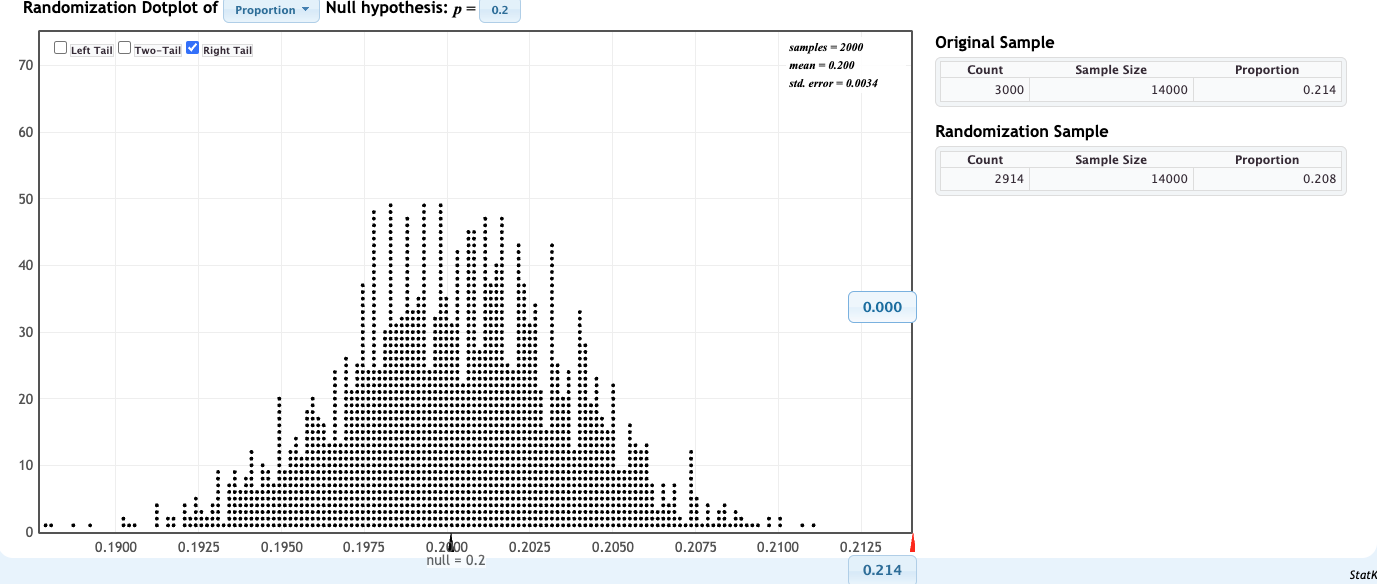 Randomization Dotplot of Proportion Null hypothesis: p = 0.2
Left Tail Two-Tail Right Tail
samples = 2000
mean = 0.200
std. error = 0.0034
70
60
50
40
30
20
10
0
0.000
0.1900 0.1925 0.1950 0.1975 0.2000 0.2025 0.2050 0.2075 0.2100 0.2125
null = 0.2
0.214
Original Sample
Count Sample Size Proportion
3000 14000 0.214
Randomization Sample
Count Sample Size Proportion
2914 14000 0.208